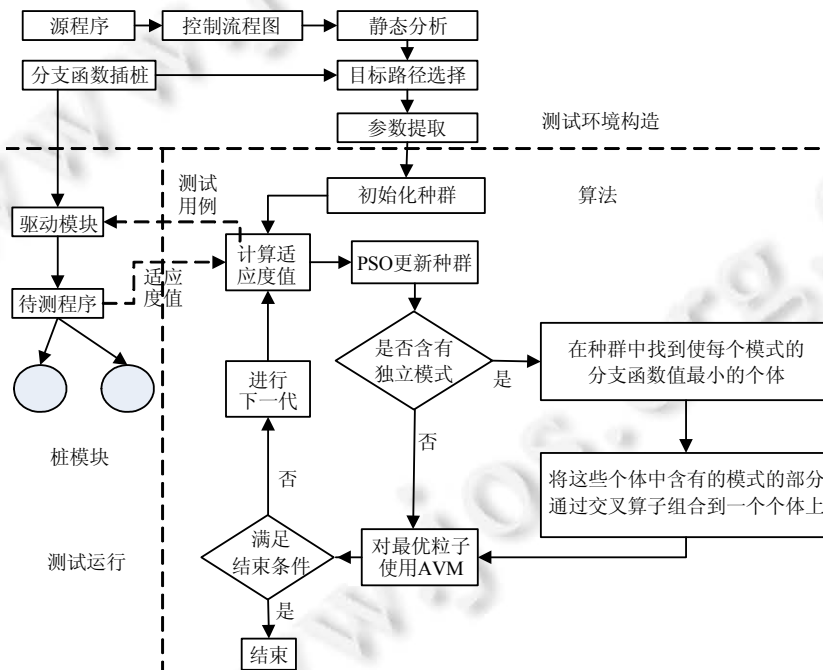 源程序
控制流程图
静态分析
分支函数插桩
目标路径选择
参数提取
测试环境构造
测试
用例
初始化种群
算法
驱动模块
计算适
应度值
PSO更新种群
适应
度值
待测程序
是否含有
独立模式
是
在种群中找到使每个模式的
分支函数值最小的个体
进行
下一代
否
桩模块
否
将这些个体中含有的模式的部分
通过交叉算子组合到一个个体上
测试运行
满足
结束条件
对最优粒子
使用AVM
是
结束